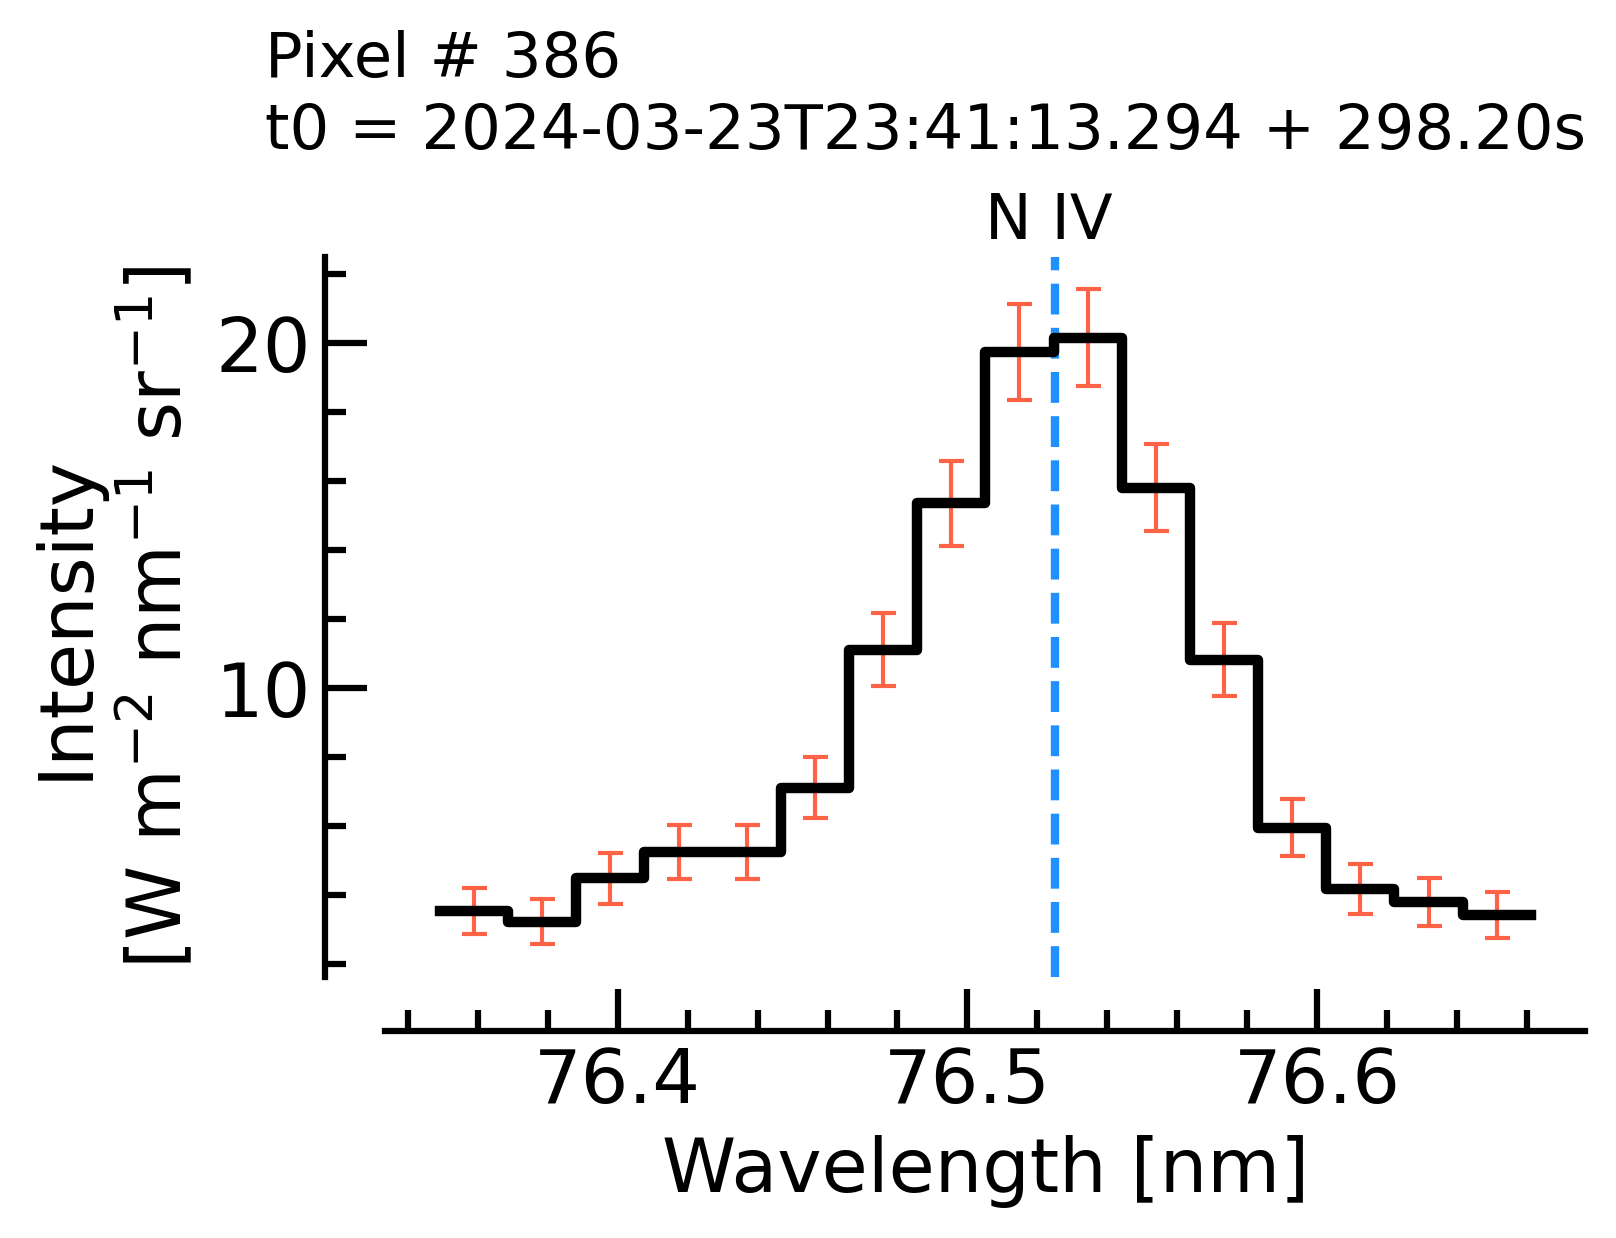 Pixel # 386
t0 = 2024-03-23T23:41:13.294 + 298.20s
N IV
Intensity
[W m⁻² nm⁻¹ sr⁻¹]
20
10
76.4 76.5 76.6
Wavelength [nm]